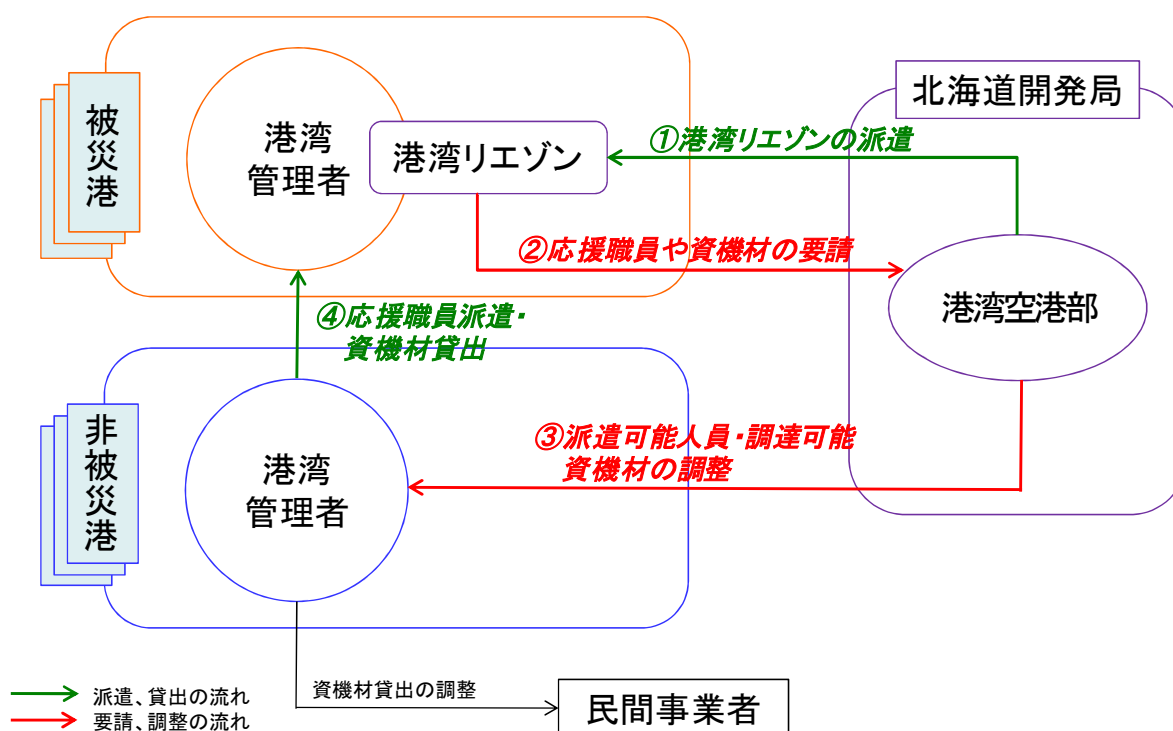 北海道開発局
被災港
港湾
管理者
港湾リエゾン
①港湾リエゾンの派遣
②応援職員や資機材の要請
港湾空港部
④応援職員派遣・
資機材貸出
非被災港
港湾
管理者
③派遣可能人員・調達可能
資機材の調整
資機材貸出の調整
民間事業者
派遣、貸出の流れ
要請、調整の流れ